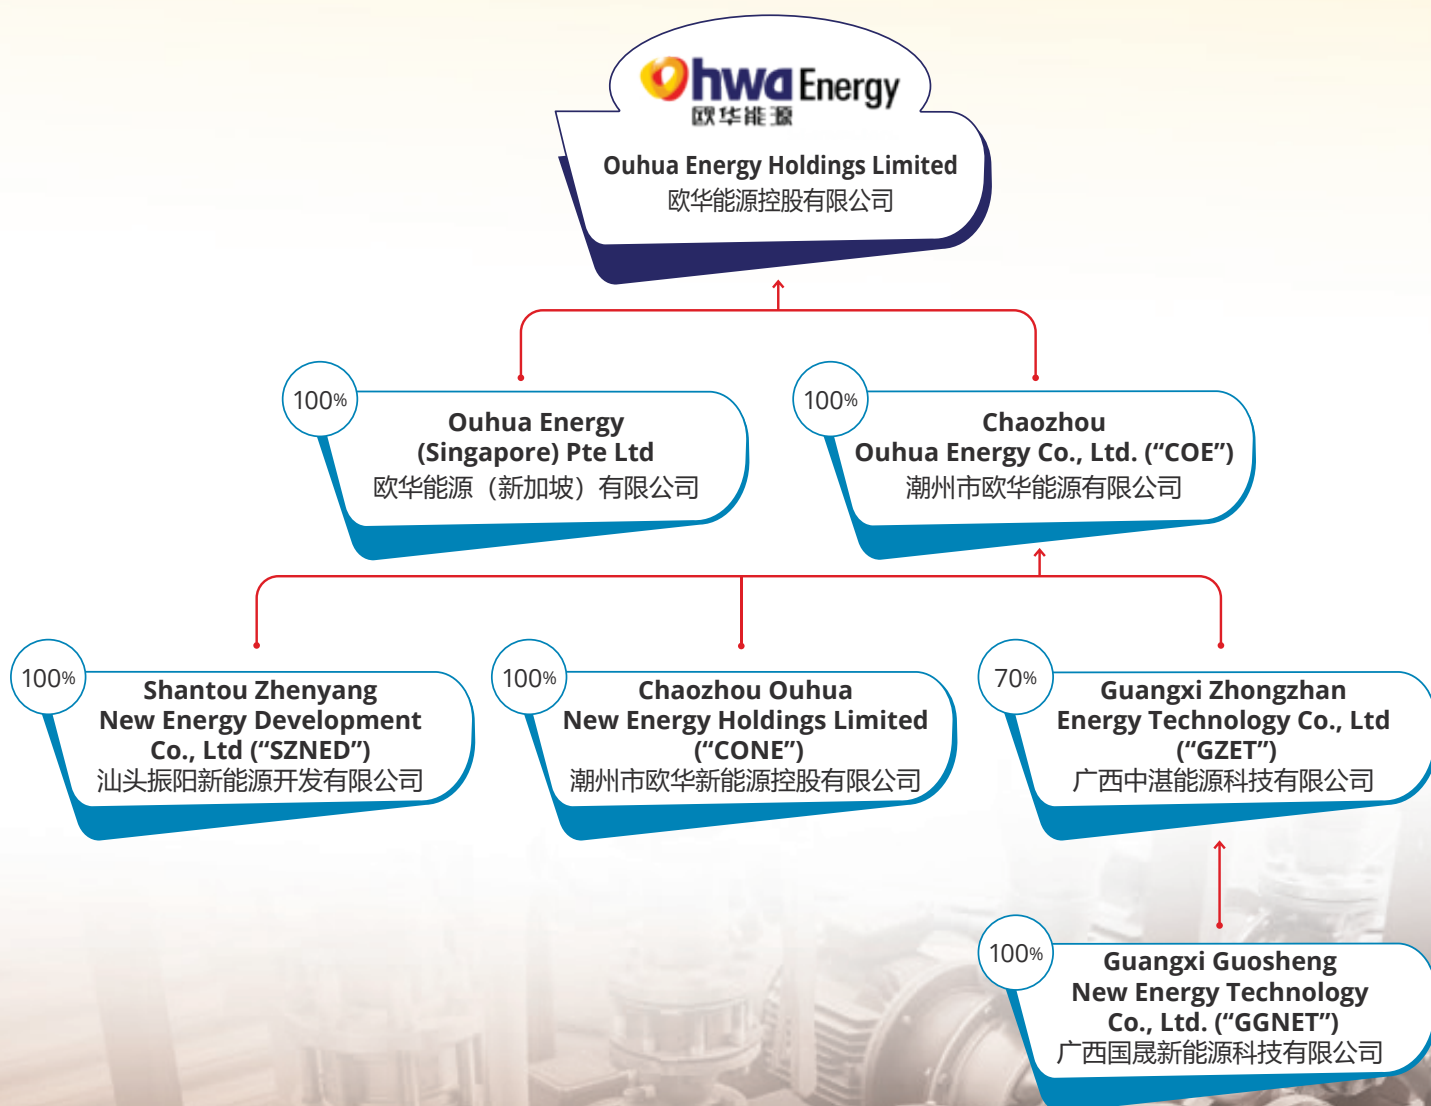 Ohwa Energy
欧华能源
Ouhua Energy Holdings Limited
欧华能源控股有限公司
100%
Ouhua Energy
(Singapore) Pte Ltd
欧华能源（新加坡）有限公司
100%
Chaozhou
Ouhua Energy Co., Ltd. (“COE”)
潮州市欧华能源有限公司
100%
Shantou Zhenyang
New Energy Development
Co., Ltd (“SZNED”)
汕头振阳新能源开发有限公司
100%
Chaozhou Ouhua
New Energy Holdings Limited
(“CONE”)
潮州市欧华新能源控股有限公司
70%
Guangxi Zhongzhan
Energy Technology Co., Ltd
(“GZET”)
广西中湛能源科技有限公司
100%
Guangxi Guosheng
New Energy Technology
Co., Ltd. (“GGNET”)
广西国晟新能源科技有限公司